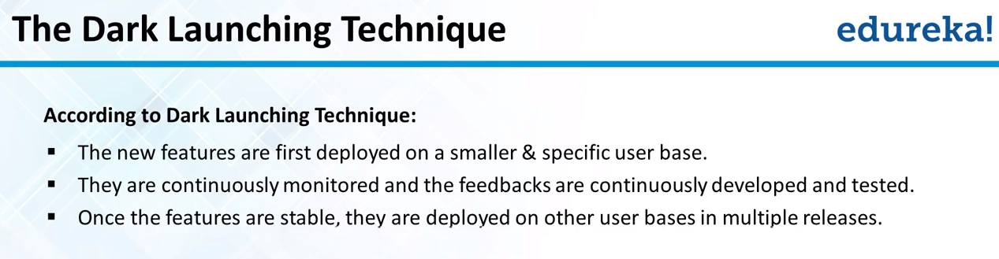 The Dark Launching Technique
edureka!
According to Dark Launching Technique:
▪ The new features are first deployed on a smaller & specific user base.
▪ They are continuously monitored and the feedbacks are continuously developed and tested.
▪ Once the features are stable, they are deployed on other user bases in multiple releases.